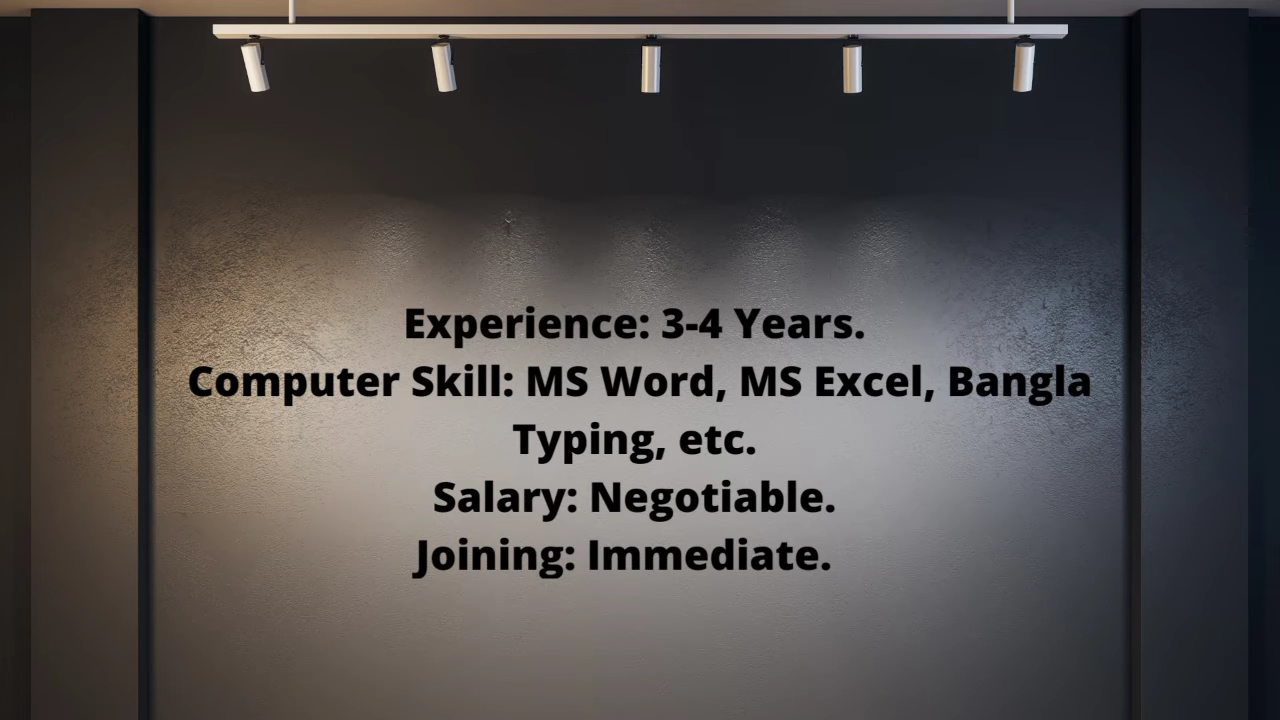 Experience: 3-4 Years.
Computer Skill: MS Word, MS Excel, Bangla
Typing, etc.
Salary: Negotiable.
Joining: Immediate.